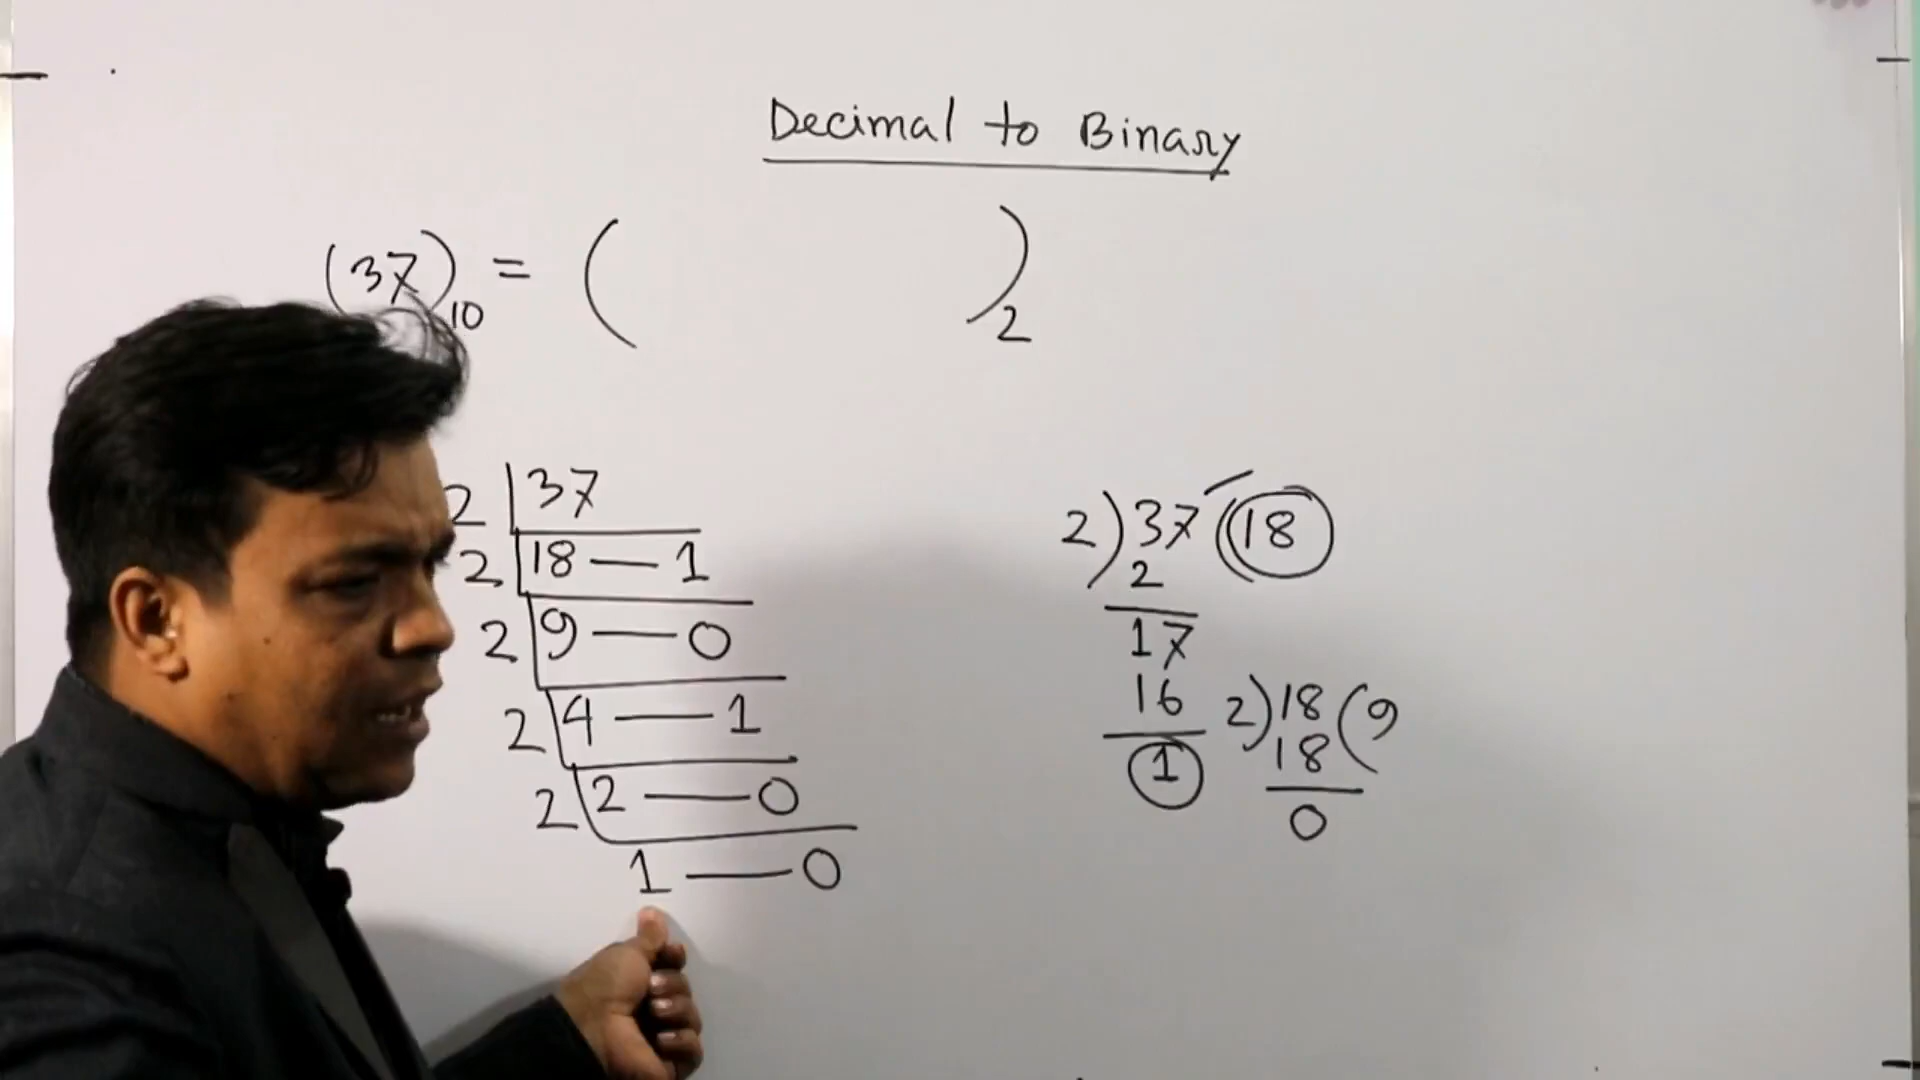 Decimal to Binary
(37)10 = ( )2
2 | 37
2 | 18 — 1
2 | 9 — 0
2 | 4 — 1
2 | 2 — 0
1 — 0
2 ) 37 ( 18
2
17
16
1
2 ) 18 ( 9
18
0